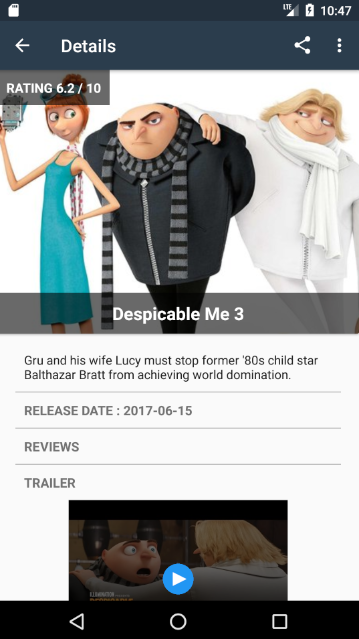 LTE 10:47
Details
RATING 6.2 / 10
Despicable Me 3
Gru and his wife Lucy must stop former '80s child star
Balthazar Bratt from achieving world domination.
RELEASE DATE : 2017-06-15
REVIEWS
TRAILER
ILLUMINATION